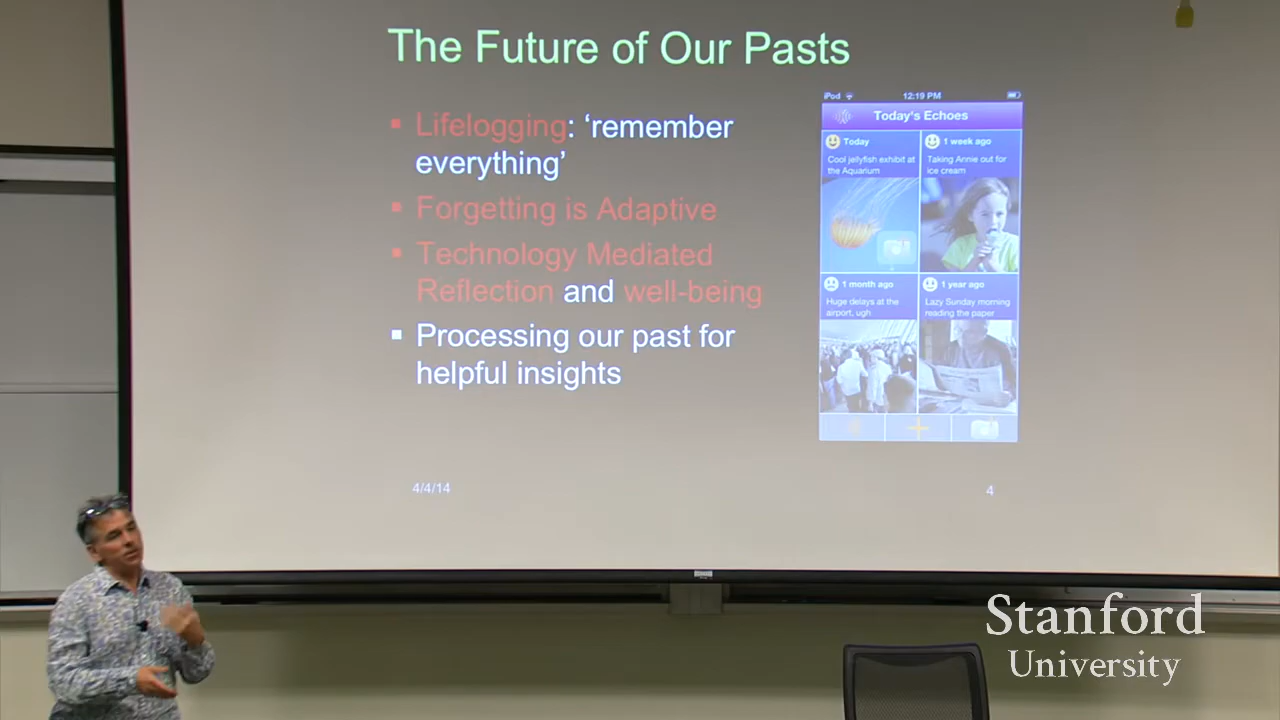 The Future of Our Pasts
▪ Lifelogging: ‘remember
everything’
▪ Forgetting is Adaptive
▪ Technology Mediated
Reflection and well-being
▪ Processing our past for
helpful insights
iPod 12:19 PM
Today's Echoes
Today
Cool jellyfish exhibit at
the Aquarium
1 week ago
Taking Annie out for
ice cream
1 month ago
Huge delays at the
airport, ugh
1 year ago
Lazy Sunday morning
reading the paper
4/4/14
4
Stanford
University